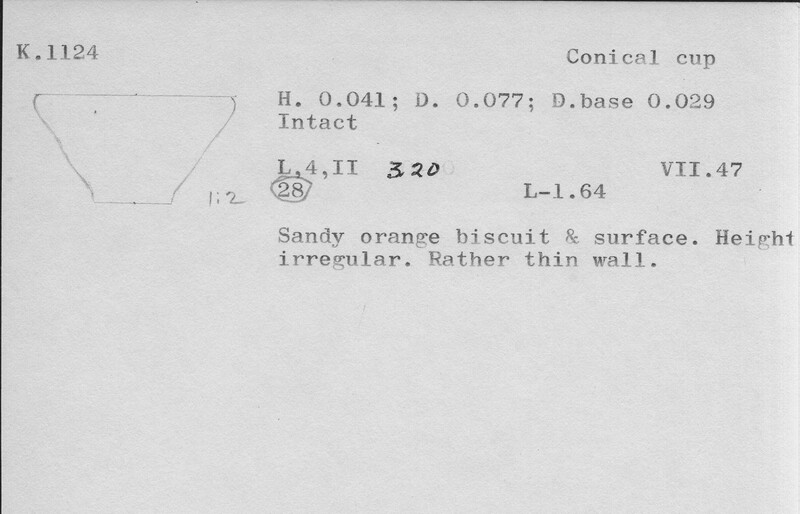 K.1124
Conical cup
H. 0.041; D. 0.077; D.base 0.029
Intact
L,4,II 320 VII.47
28 L-1.64
1:2
Sandy orange biscuit & surface. Height
irregular. Rather thin wall.